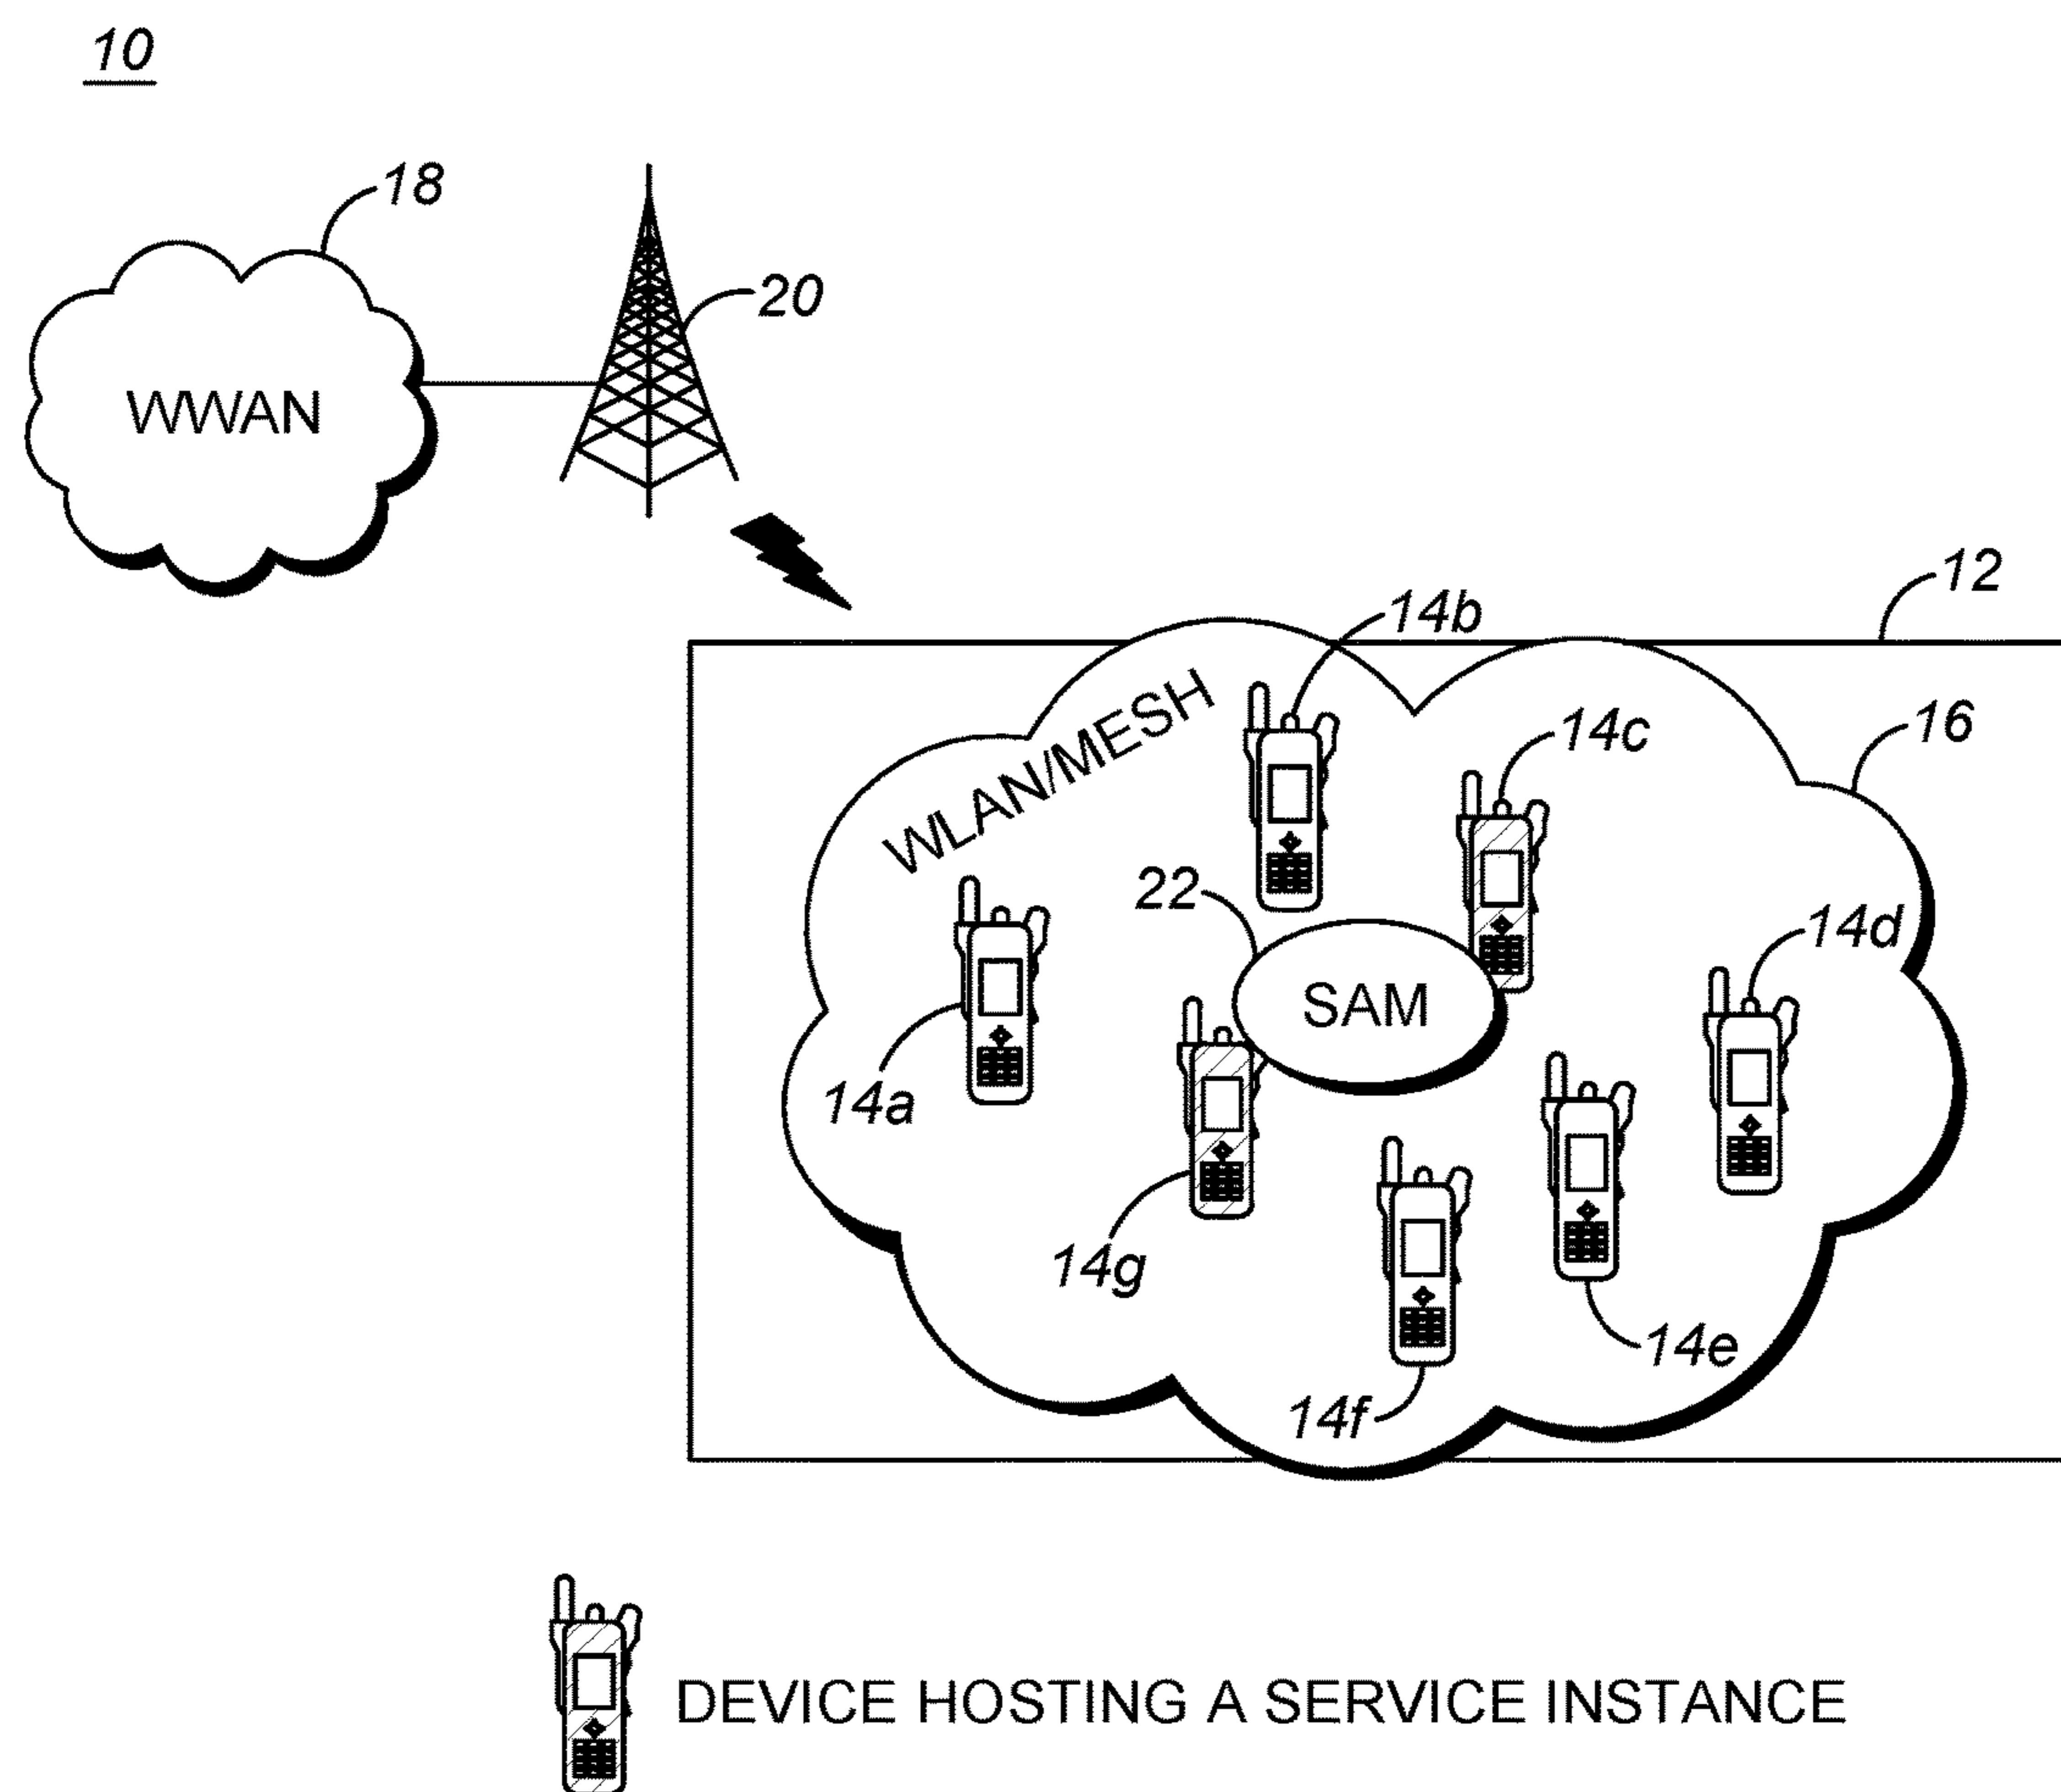 10
18
20
WWAN
12
14b
16
14c
WLAN/MESH
22
14d
SAM
14a
14g
14e
14f
DEVICE HOSTING A SERVICE INSTANCE